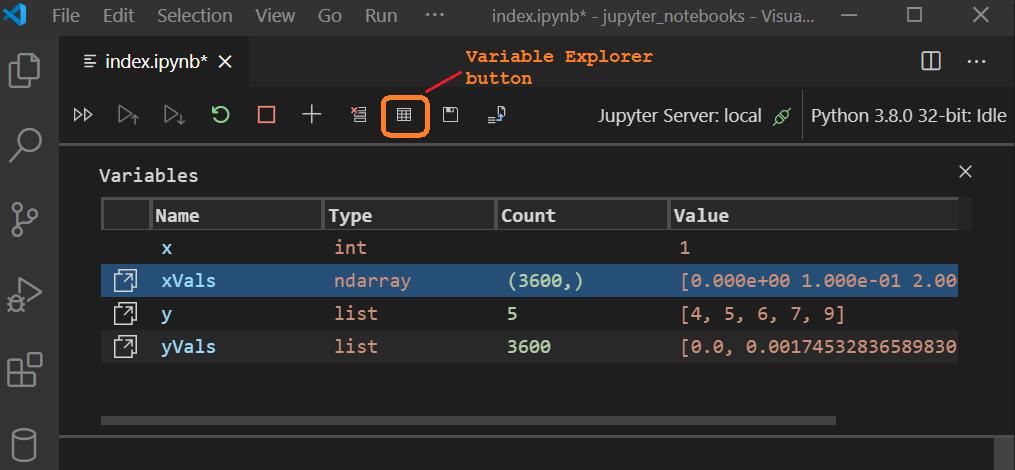 File Edit Selection View Go Run ··· index.ipynb* - jupyter_notebooks - Visua...
index.ipynb* ···
Variable Explorer
button
Jupyter Server: local Python 3.8.0 32-bit: Idle
Variables
Name Type Count Value
x int 1
xVals ndarray (3600,) [0.000e+00 1.000e-01 2.00
y list 5 [4, 5, 6, 7, 9]
yVals list 3600 [0.0, 0.00174532836589830